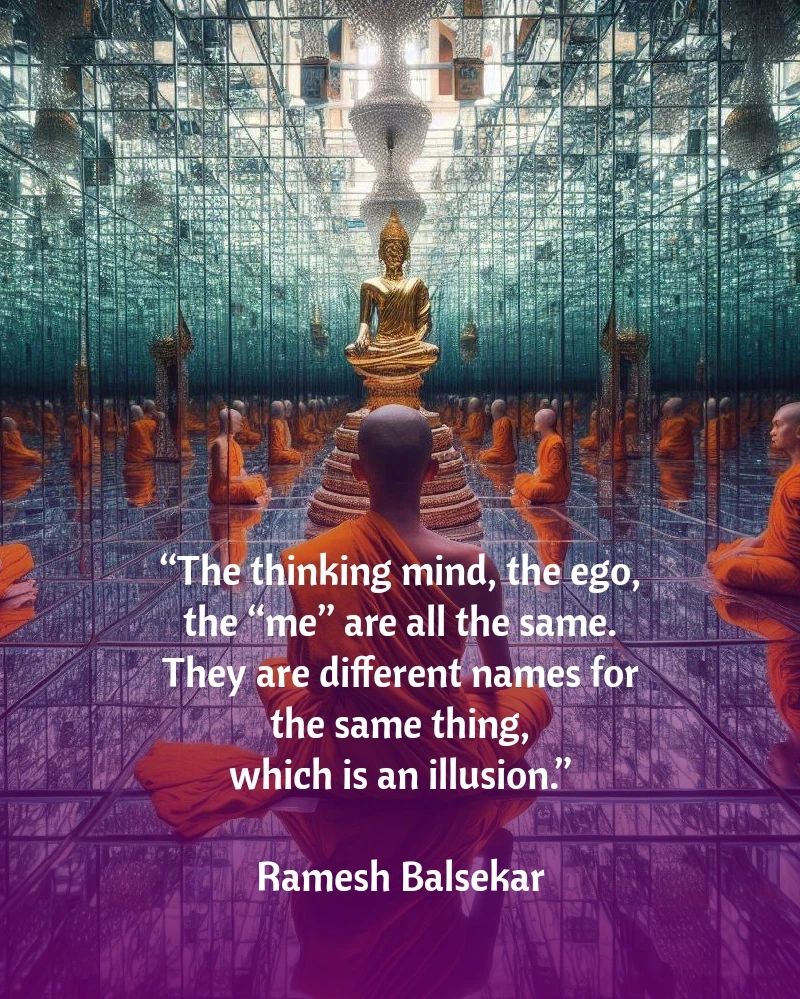 “The thinking mind, the ego,
the “me” are all the same.
They are different names for
the same thing,
which is an illusion.”
Ramesh Balsekar